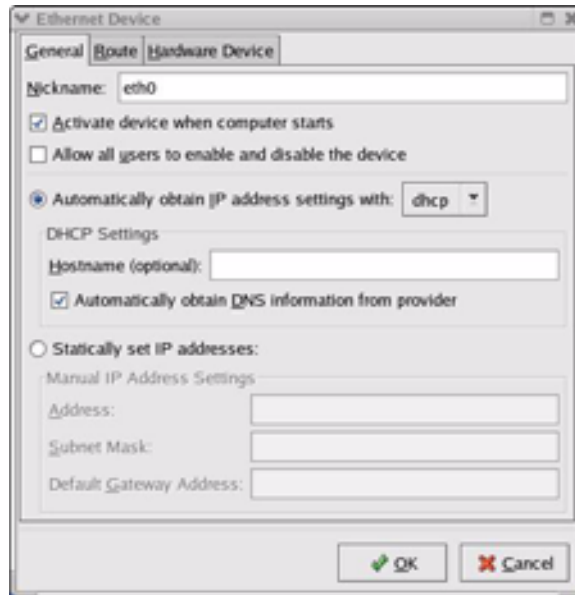 Ethernet Device
General Route Hardware Device
Nickname: eth0
Activate device when computer starts
Allow all users to enable and disable the device
Automatically obtain IP address settings with: dhcp
DHCP Settings
Hostname (optional):
Automatically obtain DNS information from provider
Statically set IP addresses:
Manual IP Address Settings
Address:
Subnet Mask:
Default Gateway Address:
OK Cancel